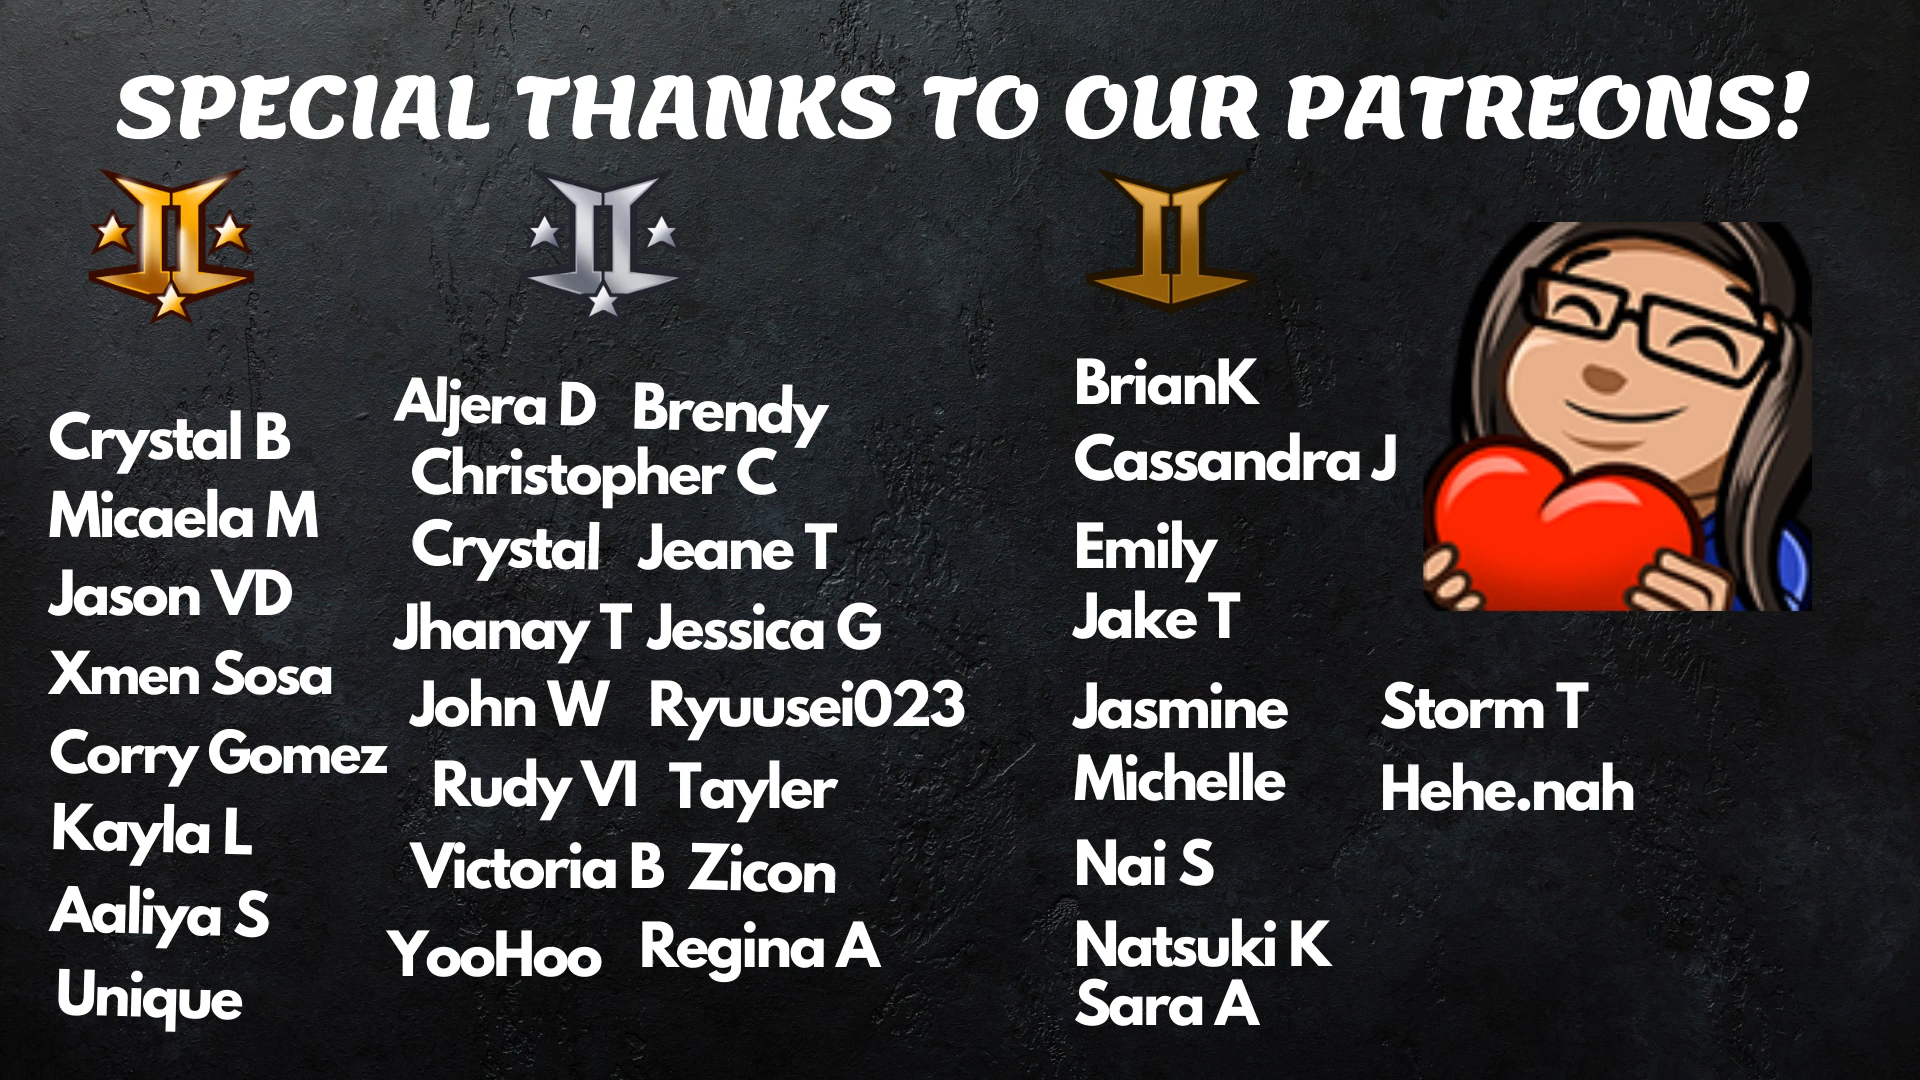 SPECIAL THANKS TO OUR PATREONS!
Crystal B
Micaela M
Jason VD
Xmen Sosa
Corry Gomez
Kayla L
Aaliya S
Unique
Aljera D Brendy
Christopher C
Crystal Jeane T
Jhanay T Jessica G
John W Ryuusei023
Rudy VI Tayler
Victoria B Zicon
YooHoo Regina A
BrianK
Cassandra J
Emily
Jake T
Jasmine
Michelle
Nai S
Natsuki K
Sara A
Storm T
Hehe.nah